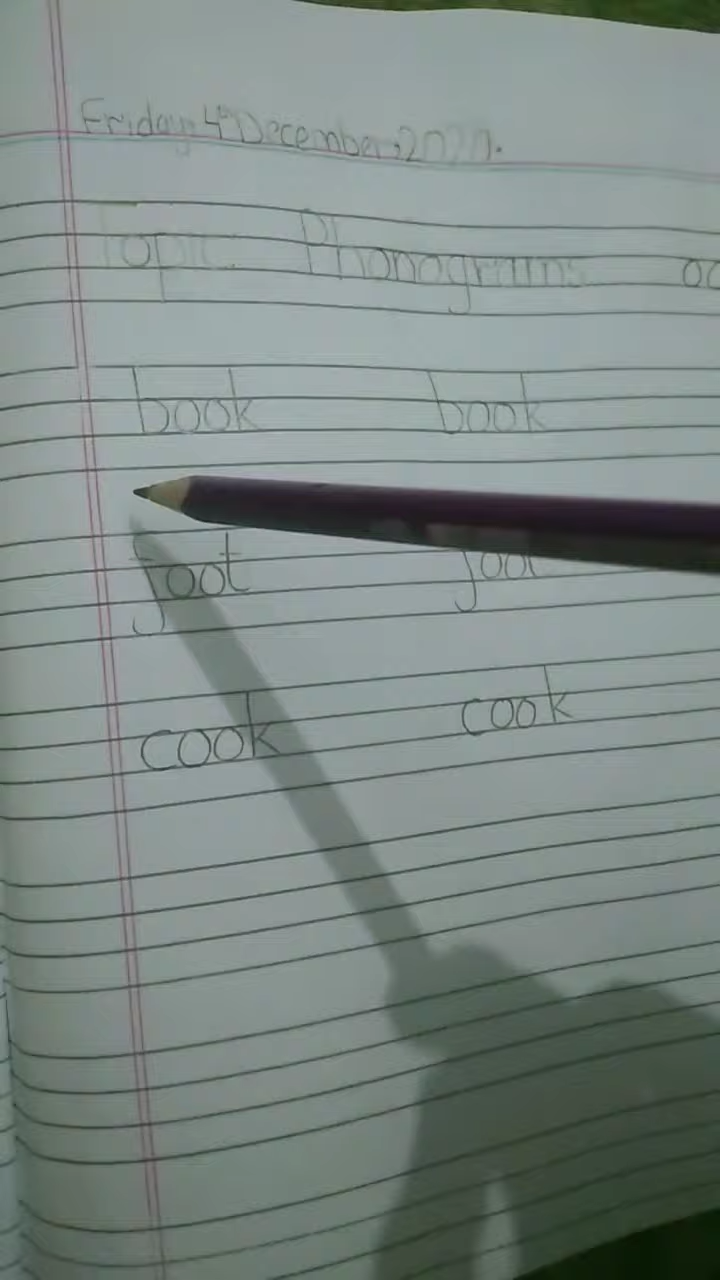 Friday, 4th December, 2020.
Topic: Phonograms oo
book book
foot foot
cook cook